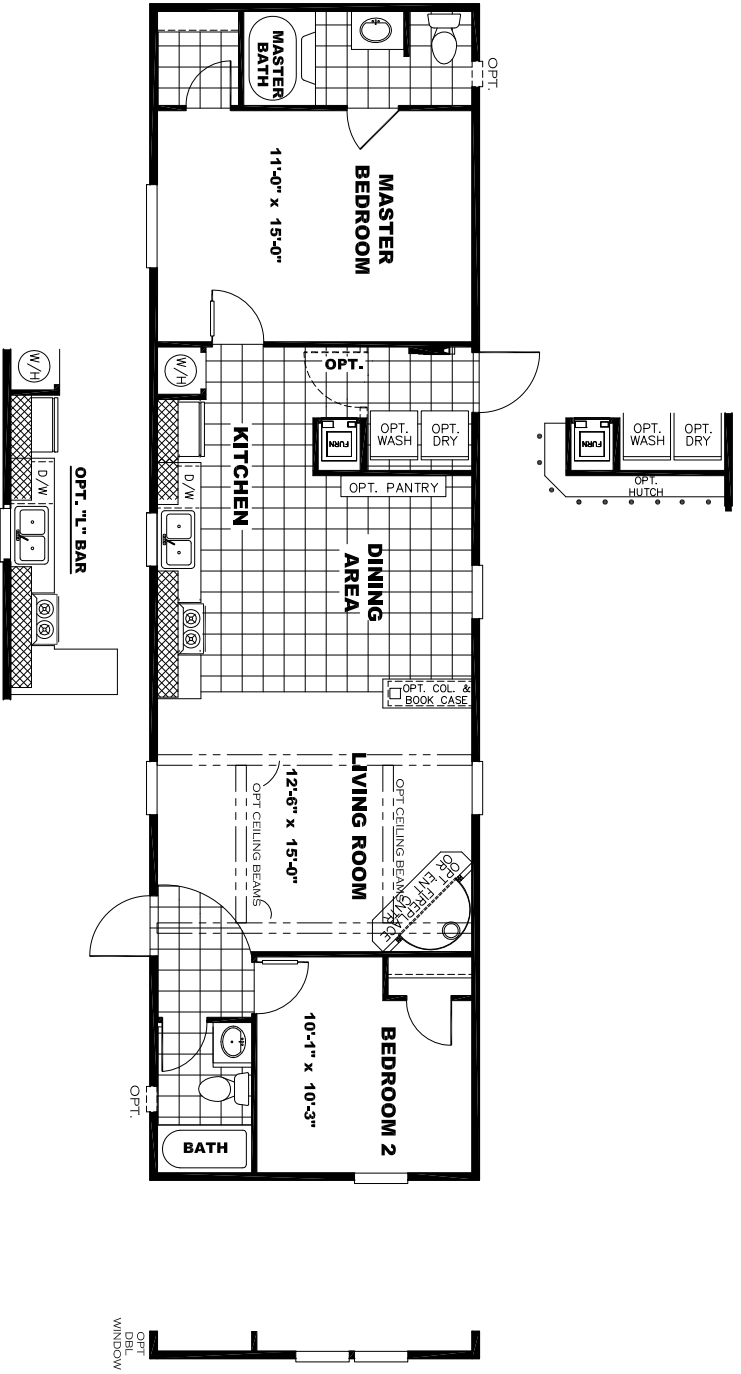 MASTER
BATH
OPT.
MASTER
BEDROOM
11'-0" x 15'-0"
W/H
OPT.
FURN
OPT.
WASH
OPT.
DRY
OPT. PANTRY
KITCHEN
D/W
DINING
AREA
OPT. COL. &
BOOK CASE
LIVING ROOM
12'-6" x 15'-0"
OPT CEILING BEAMS
OPT CEILING BEAMS
OPT. FIREPLACE
OR ENT. CNTR.
BEDROOM 2
10'-1" x 10'-3"
OPT.
BATH
W/H
D/W
OPT. "L" BAR
FURN
OPT.
WASH
OPT.
DRY
OPT.
HUTCH
OPT
DBL
WINDOW